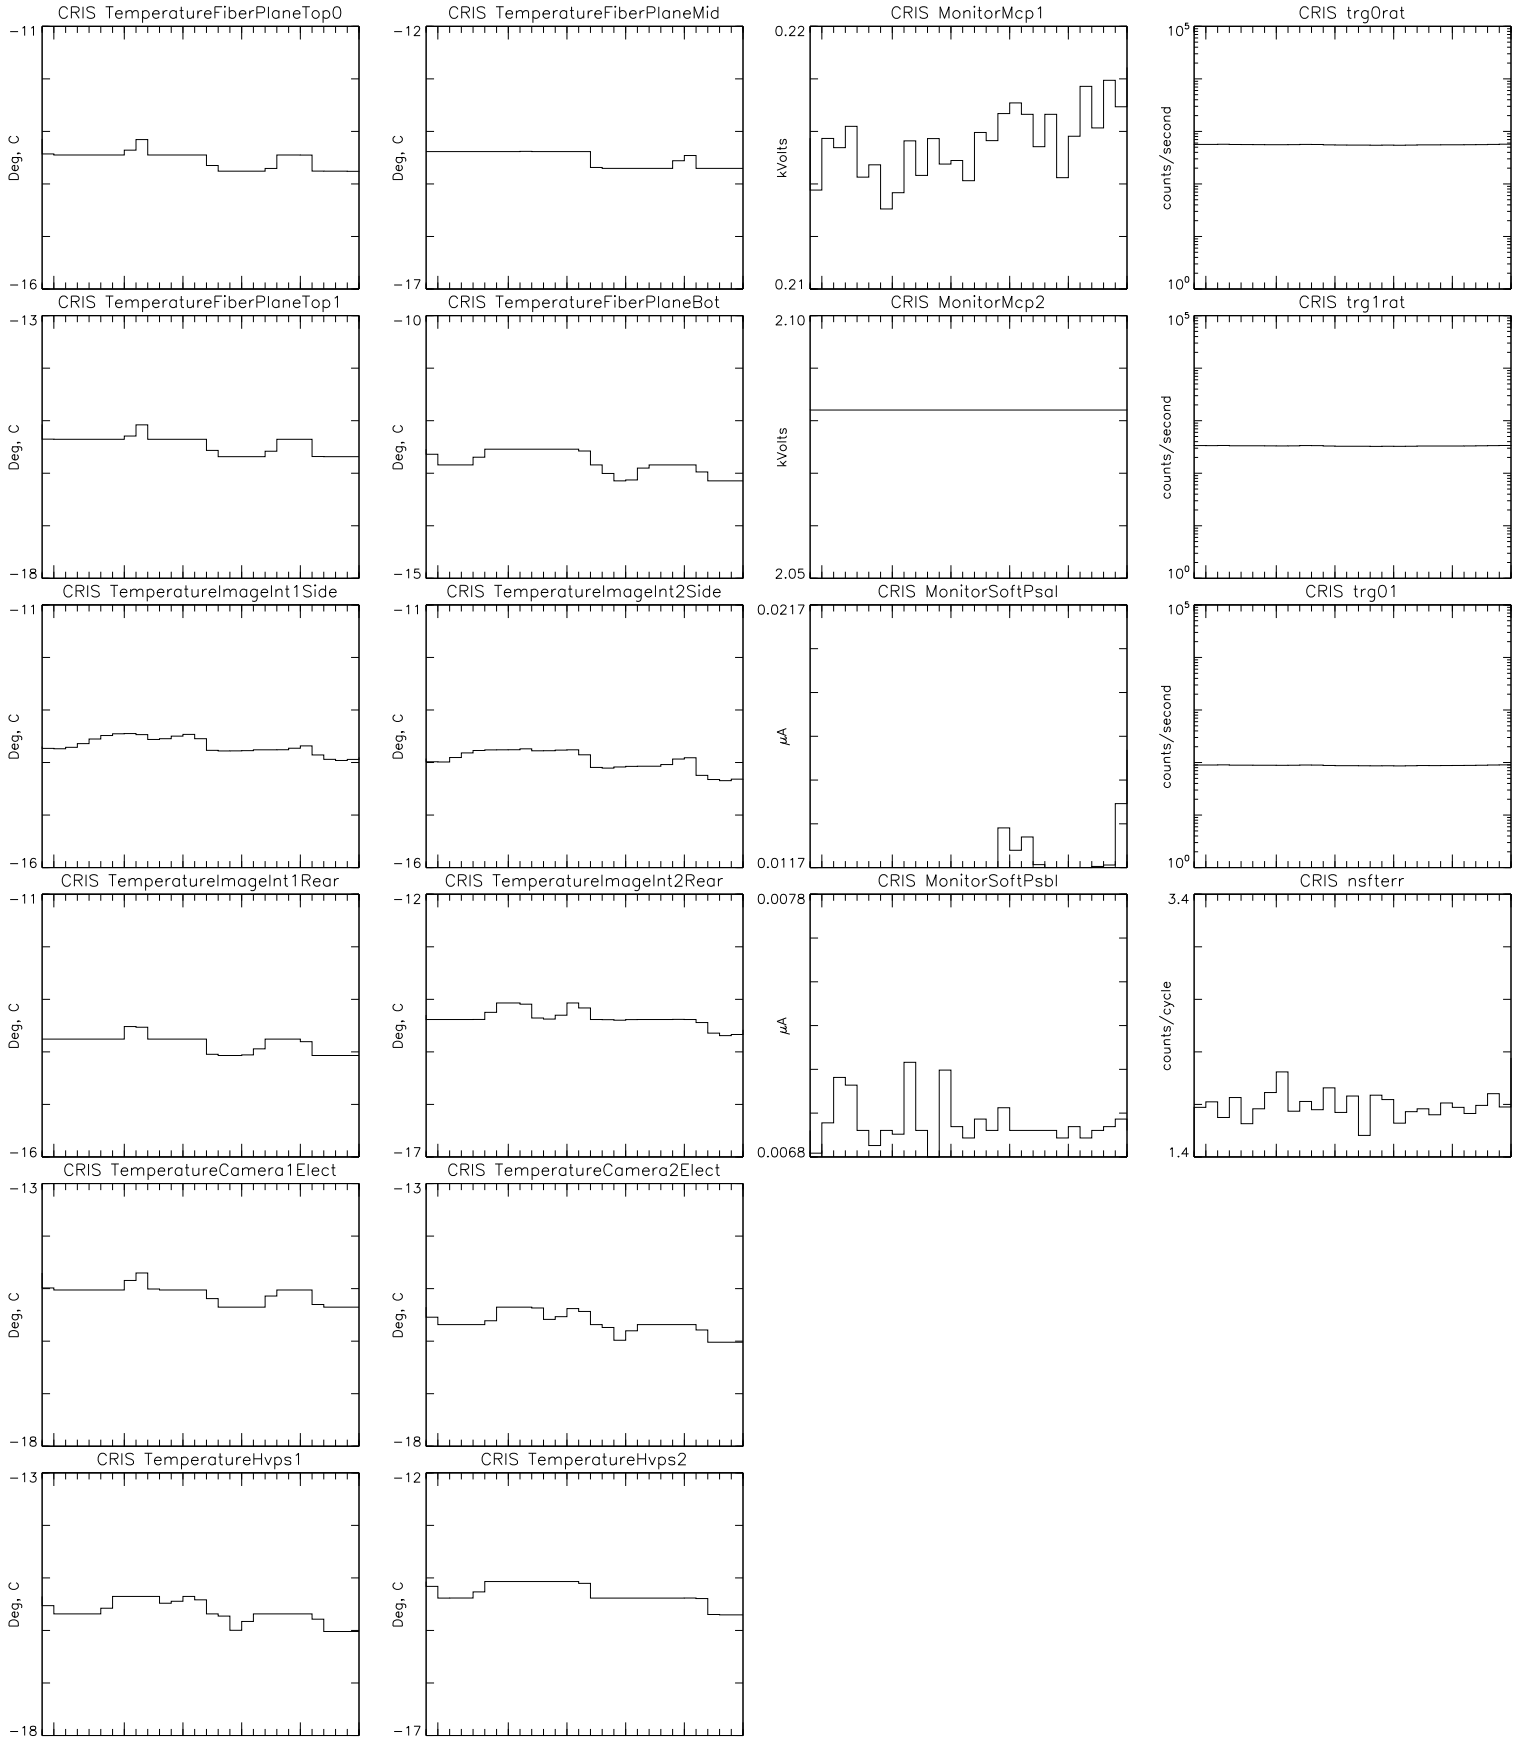 CRIS TemperatureFiberPlaneTop0
-11
Deg, C
-16
CRIS TemperatureFiberPlaneMid
-12
Deg, C
-17
CRIS MonitorMcp1
0.22
kVolts
0.21
CRIS trg0rat
10^5
counts/second
10^0
CRIS TemperatureFiberPlaneTop1
-13
Deg, C
-18
CRIS TemperatureFiberPlaneBot
-10
Deg, C
-15
CRIS MonitorMcp2
2.10
kVolts
2.05
CRIS trg1rat
10^5
counts/second
10^0
CRIS TemperatureImageInt1Side
-11
Deg, C
-16
CRIS TemperatureImageInt2Side
-11
Deg, C
-16
CRIS MonitorSoftPsaI
0.0217
μA
0.0117
CRIS trg01
10^5
counts/second
10^0
CRIS TemperatureImageInt1Rear
-11
Deg, C
-16
CRIS TemperatureImageInt2Rear
-12
Deg, C
-17
CRIS MonitorSoftPsbI
0.0078
μA
0.0068
CRIS nsfterr
3.4
counts/cycle
1.4
CRIS TemperatureCamera1Elect
-13
Deg, C
-18
CRIS TemperatureCamera2Elect
-13
Deg, C
-18
CRIS TemperatureHvps1
-13
Deg, C
-18
CRIS TemperatureHvps2
-12
Deg, C
-17